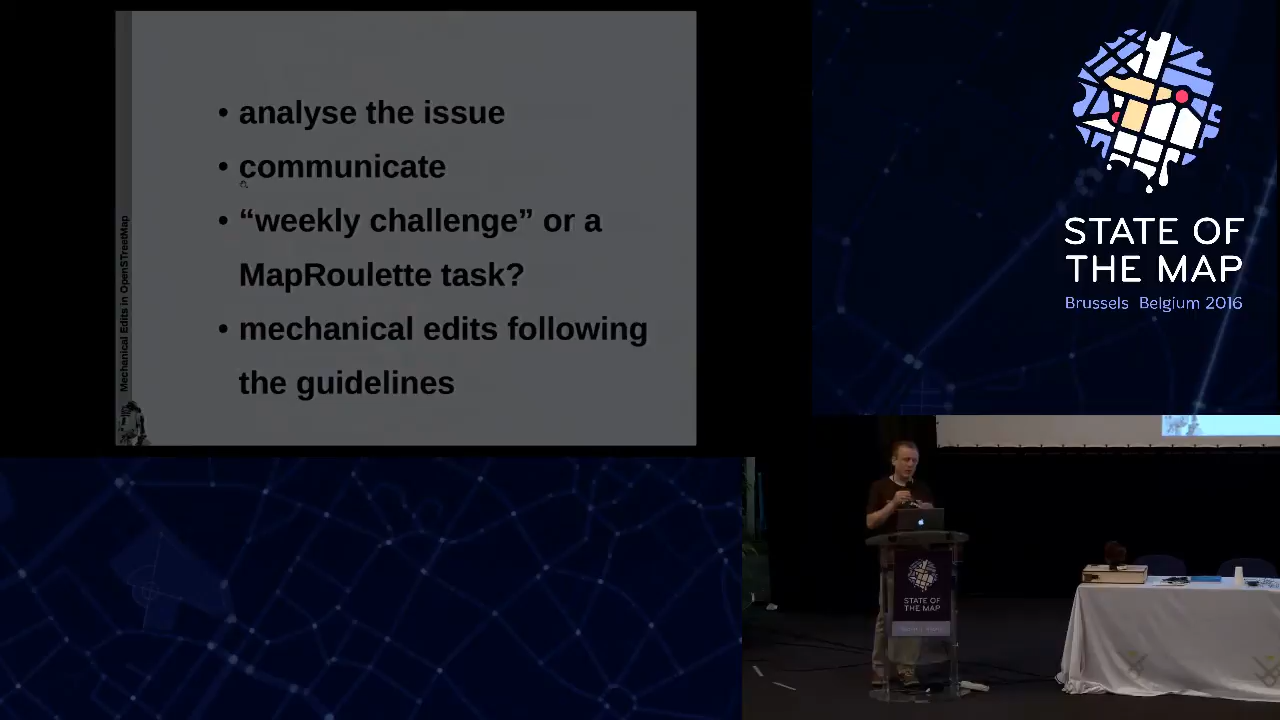 • analyse the issue
• communicate
• “weekly challenge” or a
MapRoulette task?
• mechanical edits following
the guidelines
Mechanical Edits in OpenSTreetMap
STATE OF
THE MAP
Brussels Belgium 2016
STATE OF
THE MAP